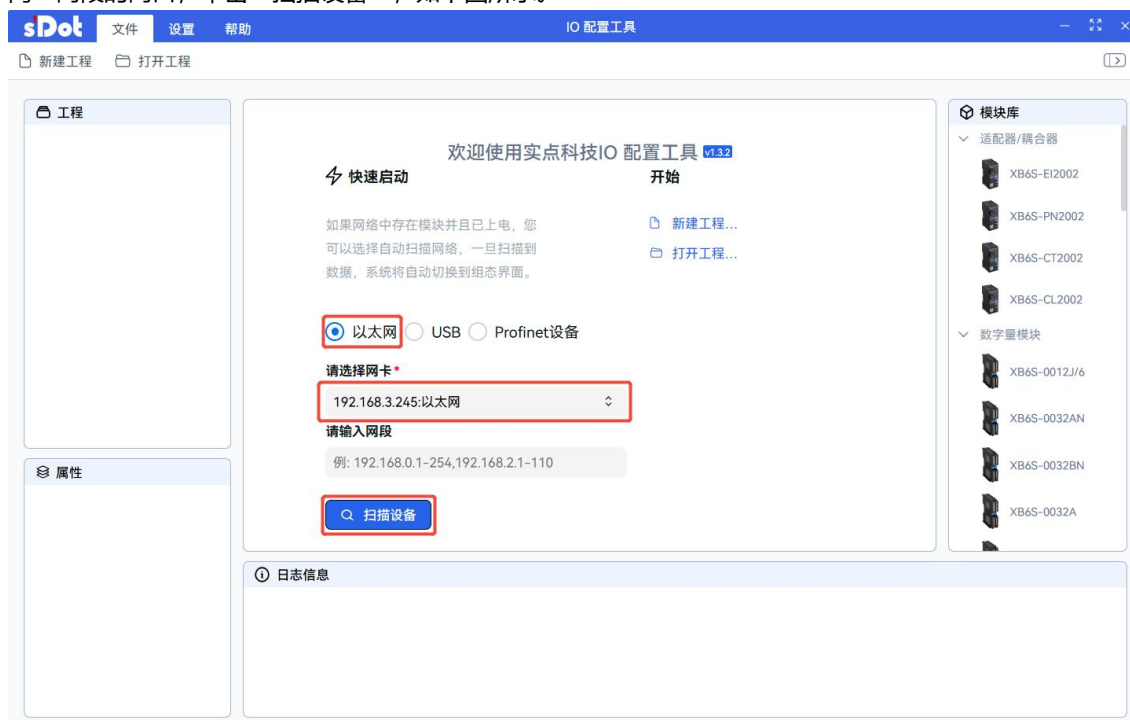 sDot 文件 设置 帮助 IO 配置工具
新建工程 打开工程
工程
欢迎使用实点科技IO 配置工具 v1.3.2
快速启动
如果网络中存在模块并且已上电，您
可以选择自动扫描网络，一旦扫描到
数据，系统将自动切换到组态界面。
开始
新建工程...
打开工程...
以太网 USB Profinet设备
请选择网卡*
192.168.3.245:以太网
请输入网段
例: 192.168.0.1-254,192.168.2.1-110
扫描设备
模块库
适配器/耦合器
XB6S-EI2002
XB6S-PN2002
XB6S-CT2002
XB6S-CL2002
数字量模块
XB6S-0012J/6
XB6S-0032AN
XB6S-0032BN
XB6S-0032A
属性
日志信息